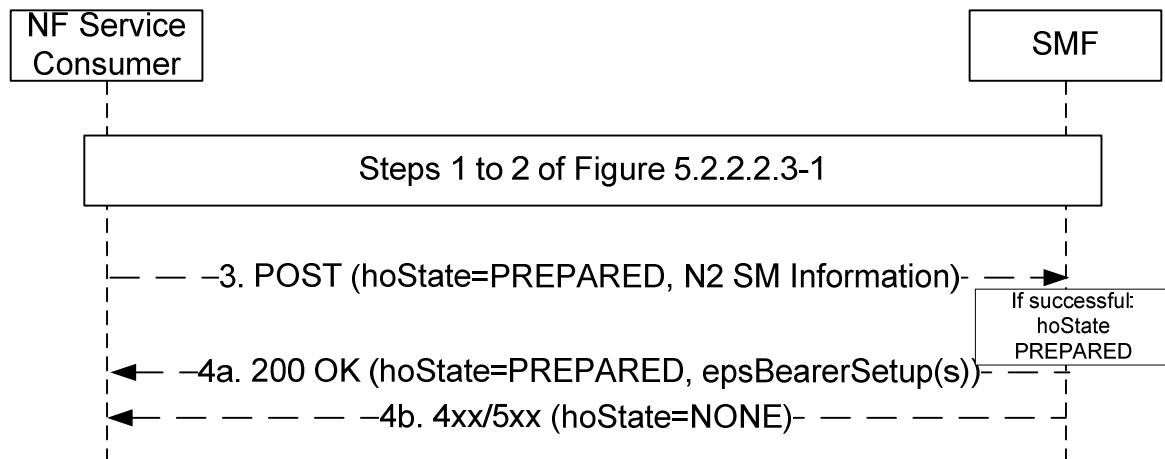 NF Service
Consumer
SMF
Steps 1 to 2 of Figure 5.2.2.2.3-1
3. POST (hoState=PREPARED, N2 SM Information)
If successful:
hoState
PREPARED
4a. 200 OK (hoState=PREPARED, epsBearerSetup(s))
4b. 4xx/5xx (hoState=NONE)